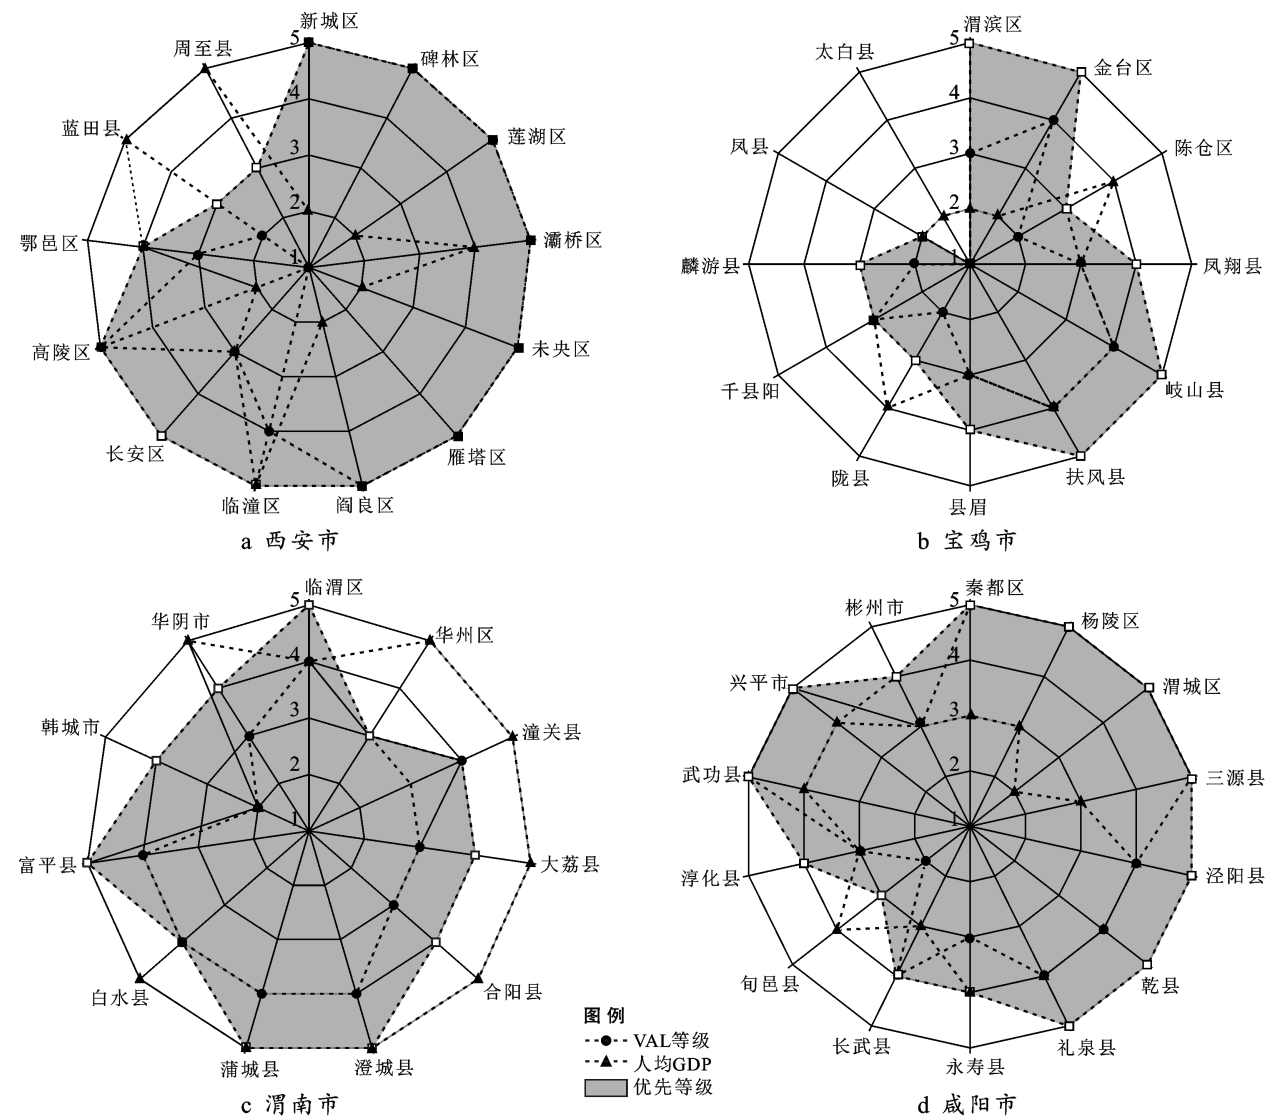 新城区
碑林区
莲湖区
灞桥区
未央区
雁塔区
阎良区
临潼区
长安区
高陵区
鄠邑区
蓝田县
周至县
5
4
3
2
1
a 西安市
渭滨区
金台区
陈仓区
凤翔县
岐山县
扶风县
县眉
陇县
千县阳
麟游县
凤县
太白县
5
4
3
2
1
b 宝鸡市
临渭区
华州区
潼关县
大荔县
合阳县
澄城县
蒲城县
白水县
富平县
韩城市
华阴市
5
4
3
2
1
c 渭南市
秦都区
杨陵区
渭城区
三源县
泾阳县
乾县
礼泉县
永寿县
长武县
旬邑县
淳化县
武功县
兴平市
彬州市
5
4
3
2
1
d 咸阳市
图例
VAL等级
人均GDP
优先等级